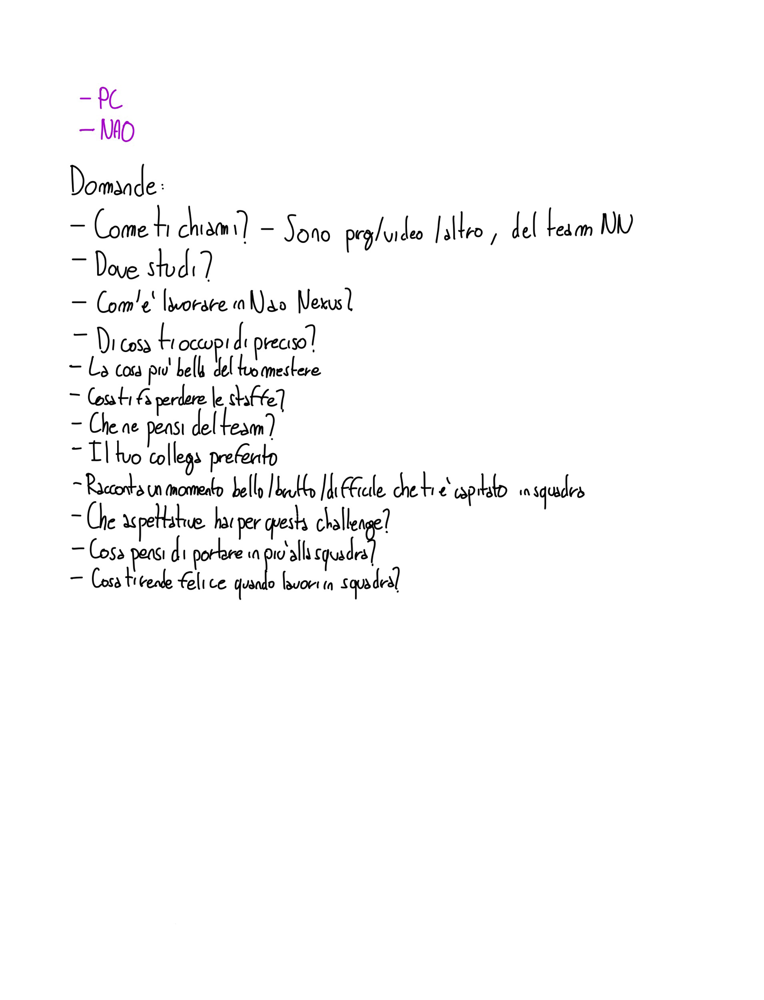 - PC
- NAO
Domande:
- Come ti chiami? - Sono prg/video/altro, del team NN
- Dove studi?
- Com'e' lavorare in Nao Nexus?
- Di cosa ti occupi di preciso?
- La cosa piu' bella del tuo mestere
- Cosa ti fa perdere le staffe?
- Che ne pensi del team?
- Il tuo collega preferito
- Racconta un momento bello/brutto/difficile che ti e' capitato in squadra
- Che aspettative hai per questa challenge?
- Cosa pensi di portare in piu' alla squadra?
- Cosa ti rende felice quando lavori in squadra?